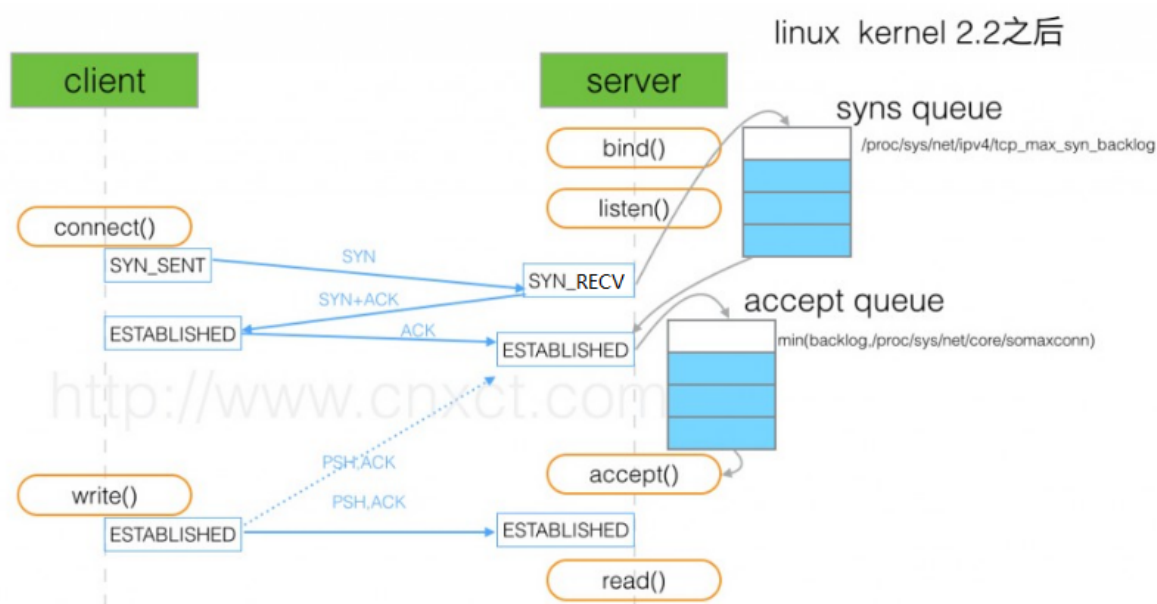 linux kernel 2.2之后
client
server
syns queue
/proc/sys/net/ipv4/tcp_max_syn_backlog
bind()
listen()
connect()
SYN_SENT
SYN
SYN_RECV
SYN+ACK
accept queue
ESTABLISHED
ACK
ESTABLISHED
min(backlog,/proc/sys/net/core/somaxconn)
http://www.cnxct.com
PSH,ACK
accept()
write()
PSH,ACK
ESTABLISHED
ESTABLISHED
read()